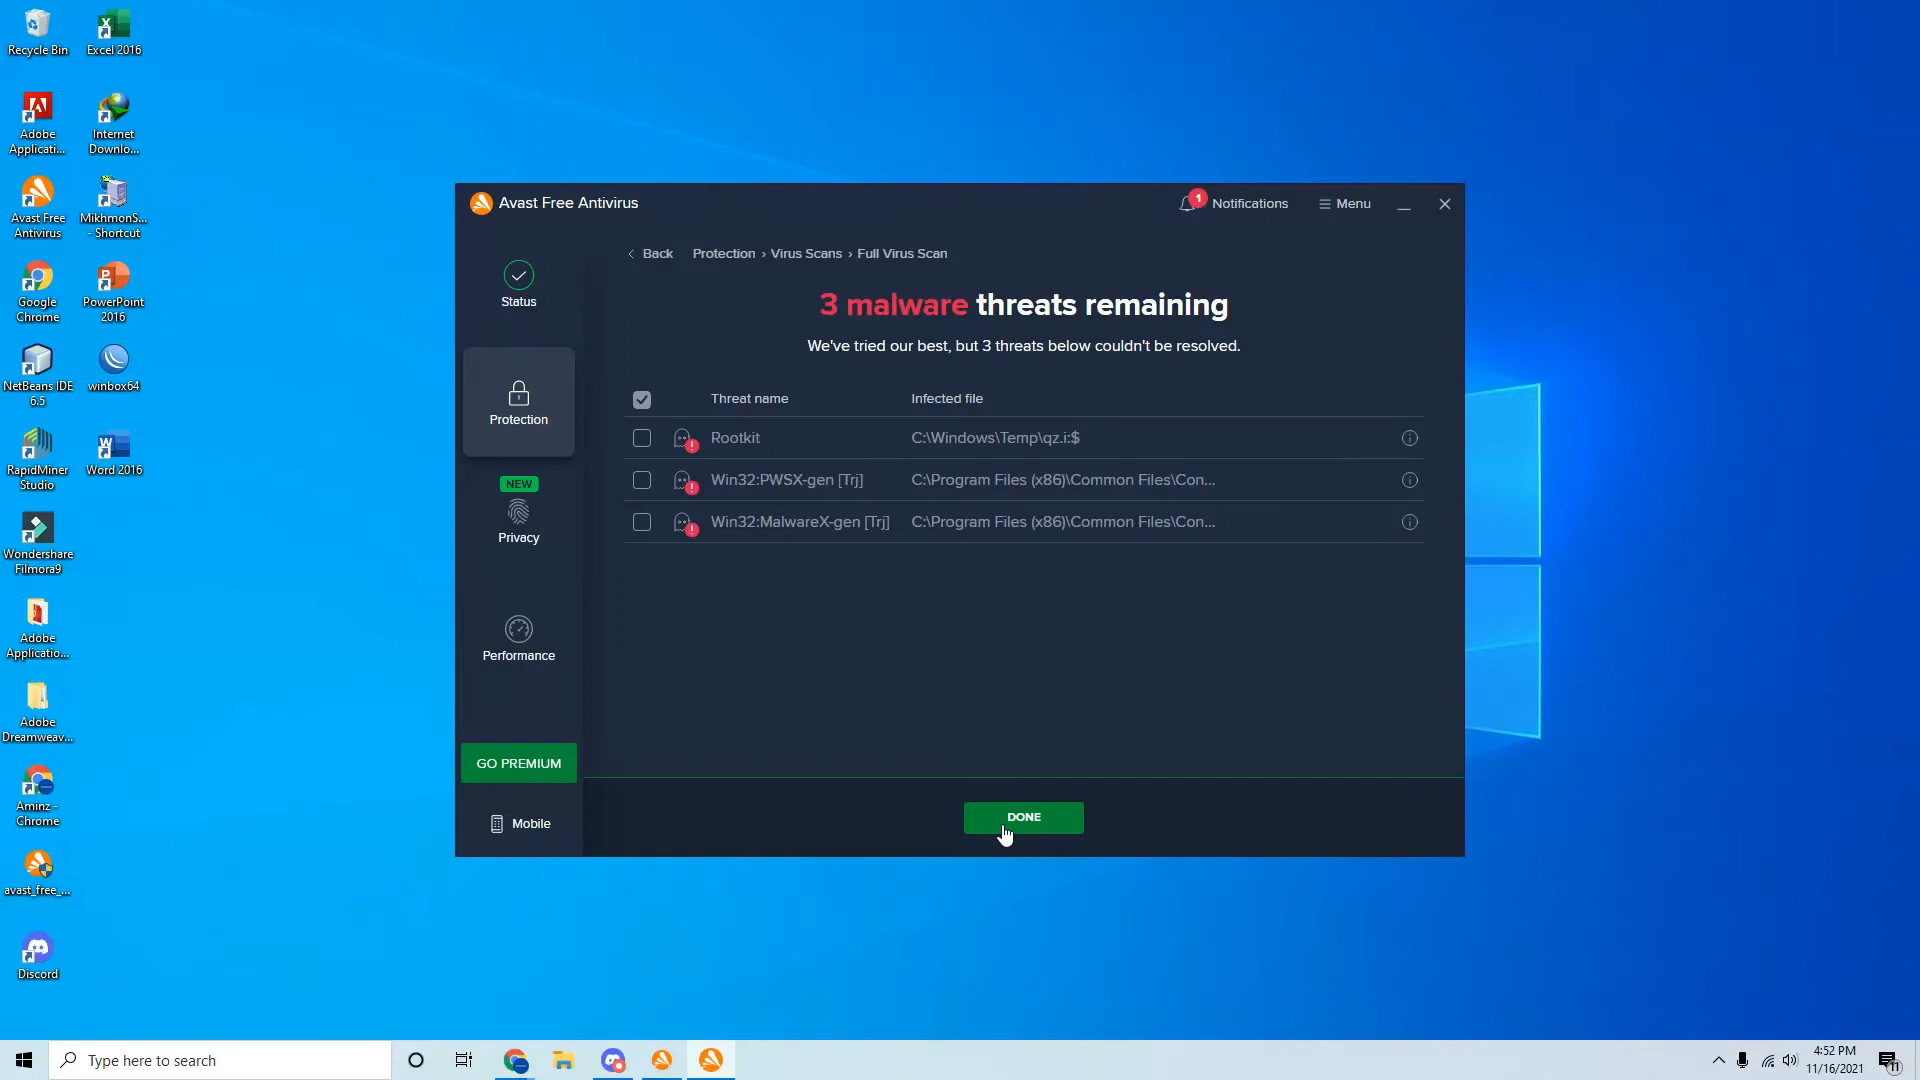 Recycle Bin
Excel 2016
Adobe
Applicati...
Internet
Downlo...
Avast Free
Antivirus
MikhmonS...
- Shortcut
Google
Chrome
PowerPoint
2016
NetBeans IDE
6.5
winbox64
RapidMiner
Studio
Word 2016
Wondershare
Filmora9
Adobe
Applicatio...
Adobe
Dreamweav...
Aminz -
Chrome
avast_free_...
Discord
Avast Free Antivirus
1
Notifications
Menu
Status
Protection
NEW
Privacy
Performance
GO PREMIUM
Mobile
Back
Protection › Virus Scans › Full Virus Scan
3 malware threats remaining
We've tried our best, but 3 threats below couldn't be resolved.
Threat name Infected file
Rootkit C:\Windows\Temp\qz.i:$
Win32:PWSX-gen [Trj] C:\Program Files (x86)\Common Files\Con...
Win32:MalwareX-gen [Trj] C:\Program Files (x86)\Common Files\Con...
DONE
Type here to search
4:52 PM
11/16/2021
11